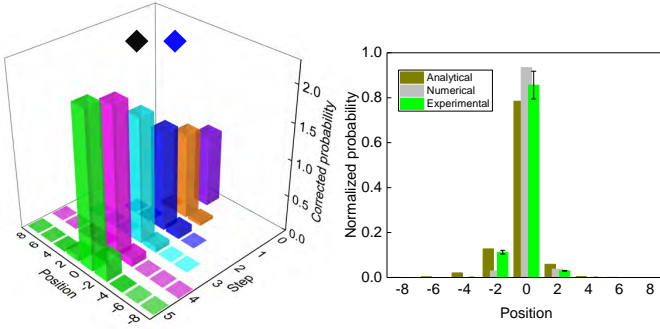 2.0
1.5
1.0
0.5
0.0
Corrected probability
8 6 4 2 0 2 4 6 8
Position
5 4 3 2 1 0
Step
1.0
0.8
0.6
0.4
0.2
0.0
Normalized probability
Analytical
Numerical
Experimental
-8 -6 -4 -2 0 2 4 6 8
Position